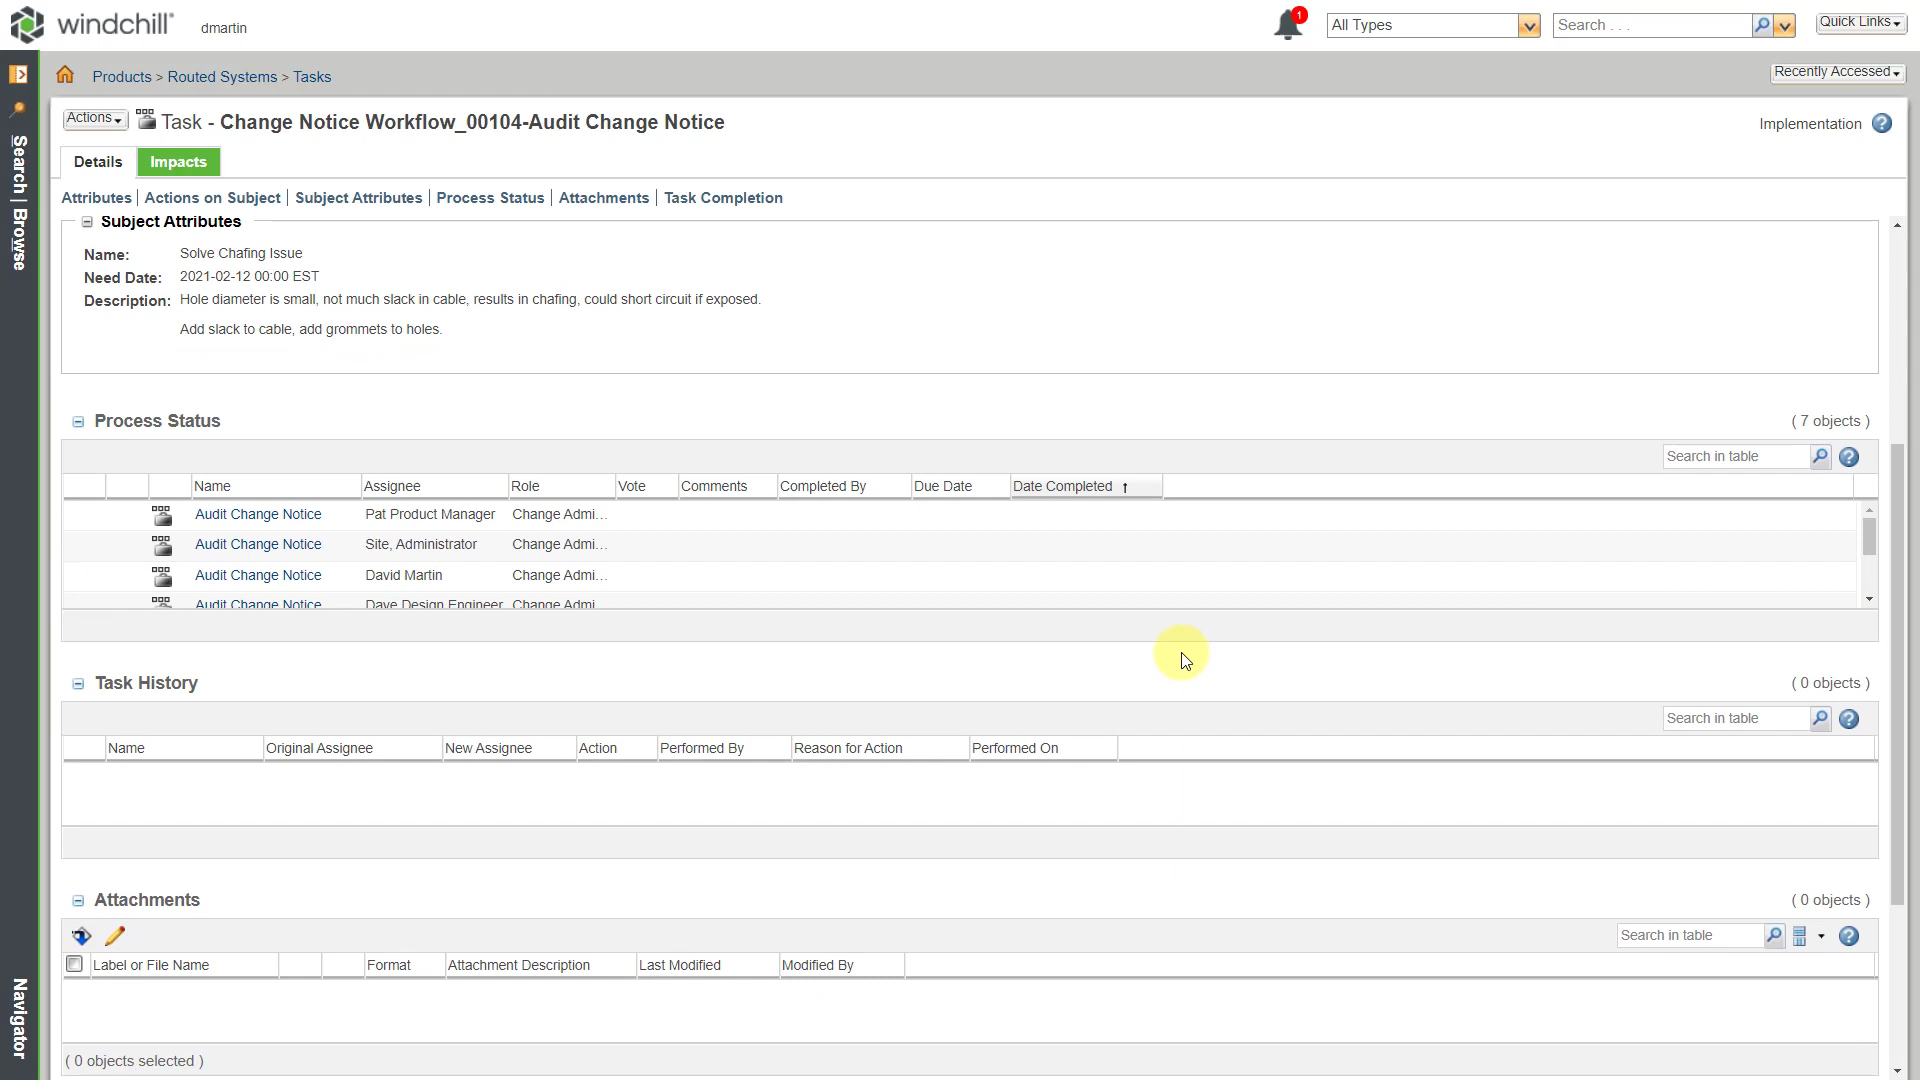 windchill
dmartin
1
All Types
Search . . .
Quick Links
Products > Routed Systems > Tasks
Recently Accessed
Search | Browse
Navigator
Actions
Task - Change Notice Workflow_00104-Audit Change Notice
Implementation
Details
Impacts
Attributes | Actions on Subject | Subject Attributes | Process Status | Attachments | Task Completion
Subject Attributes
Name: Solve Chafing Issue
Need Date: 2021-02-12 00:00 EST
Description: Hole diameter is small, not much slack in cable, results in chafing, could short circuit if exposed.
Add slack to cable, add grommets to holes.
Process Status
( 7 objects )
Search in table
Name Assignee Role Vote Comments Completed By Due Date Date Completed ↑
Audit Change Notice Pat Product Manager Change Admi...
Audit Change Notice Site, Administrator Change Admi...
Audit Change Notice David Martin Change Admi...
Audit Change Notice Dave Design Engineer Change Admi
Task History
( 0 objects )
Search in table
Name Original Assignee New Assignee Action Performed By Reason for Action Performed On
Attachments
( 0 objects )
Search in table
Label or File Name Format Attachment Description Last Modified Modified By
( 0 objects selected )